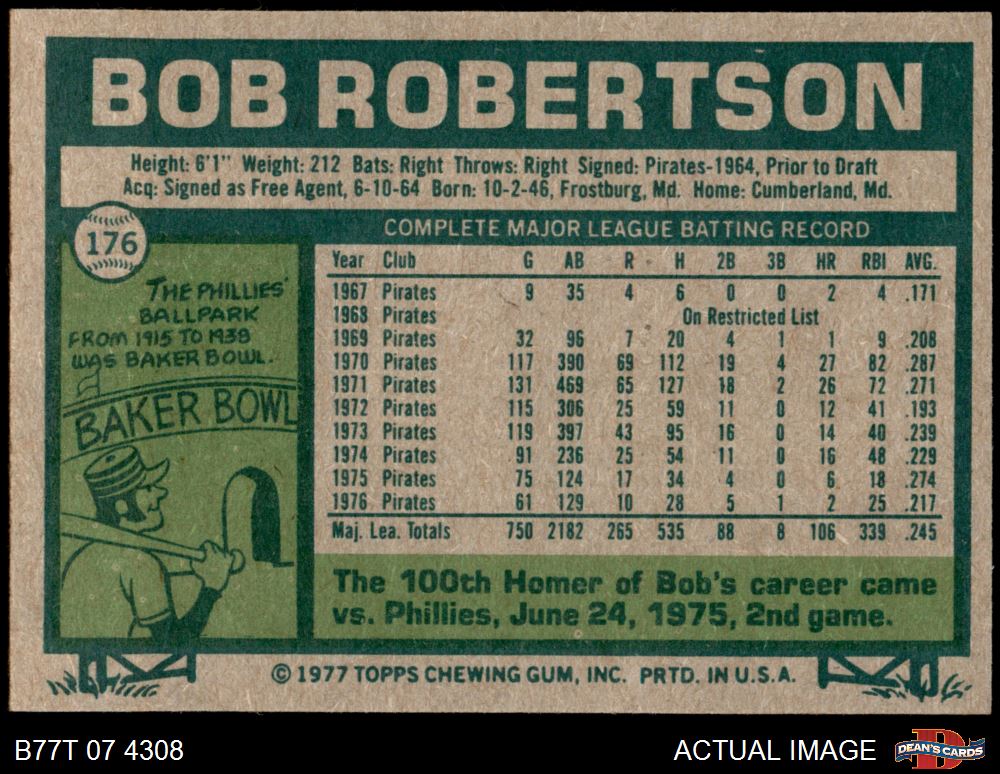 BOB ROBERTSON
Height: 6'1" Weight: 212 Bats: Right Throws: Right Signed: Pirates-1964, Prior to Draft
Acq: Signed as Free Agent, 6-10-64 Born: 10-2-46, Frostburg, Md. Home: Cumberland, Md.
176
THE PHILLIES'
BALLPARK
FROM 1915 TO 1938
WAS BAKER BOWL.
BAKER BOWL
COMPLETE MAJOR LEAGUE BATTING RECORD
Year Club G AB R H 2B 3B HR RBI AVG.
1967 Pirates 9 35 4 6 0 0 2 4 .171
1968 Pirates On Restricted List
1969 Pirates 32 96 7 20 4 1 1 9 .208
1970 Pirates 117 390 69 112 19 4 27 82 .287
1971 Pirates 131 469 65 127 18 2 26 72 .271
1972 Pirates 115 306 25 59 11 0 12 41 .193
1973 Pirates 119 397 43 95 16 0 14 40 .239
1974 Pirates 91 236 25 54 11 0 16 48 .229
1975 Pirates 75 124 17 34 4 0 6 18 .274
1976 Pirates 61 129 10 28 5 1 2 25 .217
Maj. Lea. Totals 750 2182 265 535 88 8 106 339 .245
The 100th Homer of Bob's career came
vs. Phillies, June 24, 1975, 2nd game.
© 1977 TOPPS CHEWING GUM, INC. PRTD. IN U.S.A.
B77T 07 4308
ACTUAL IMAGE
D
DEAN'S CARDS